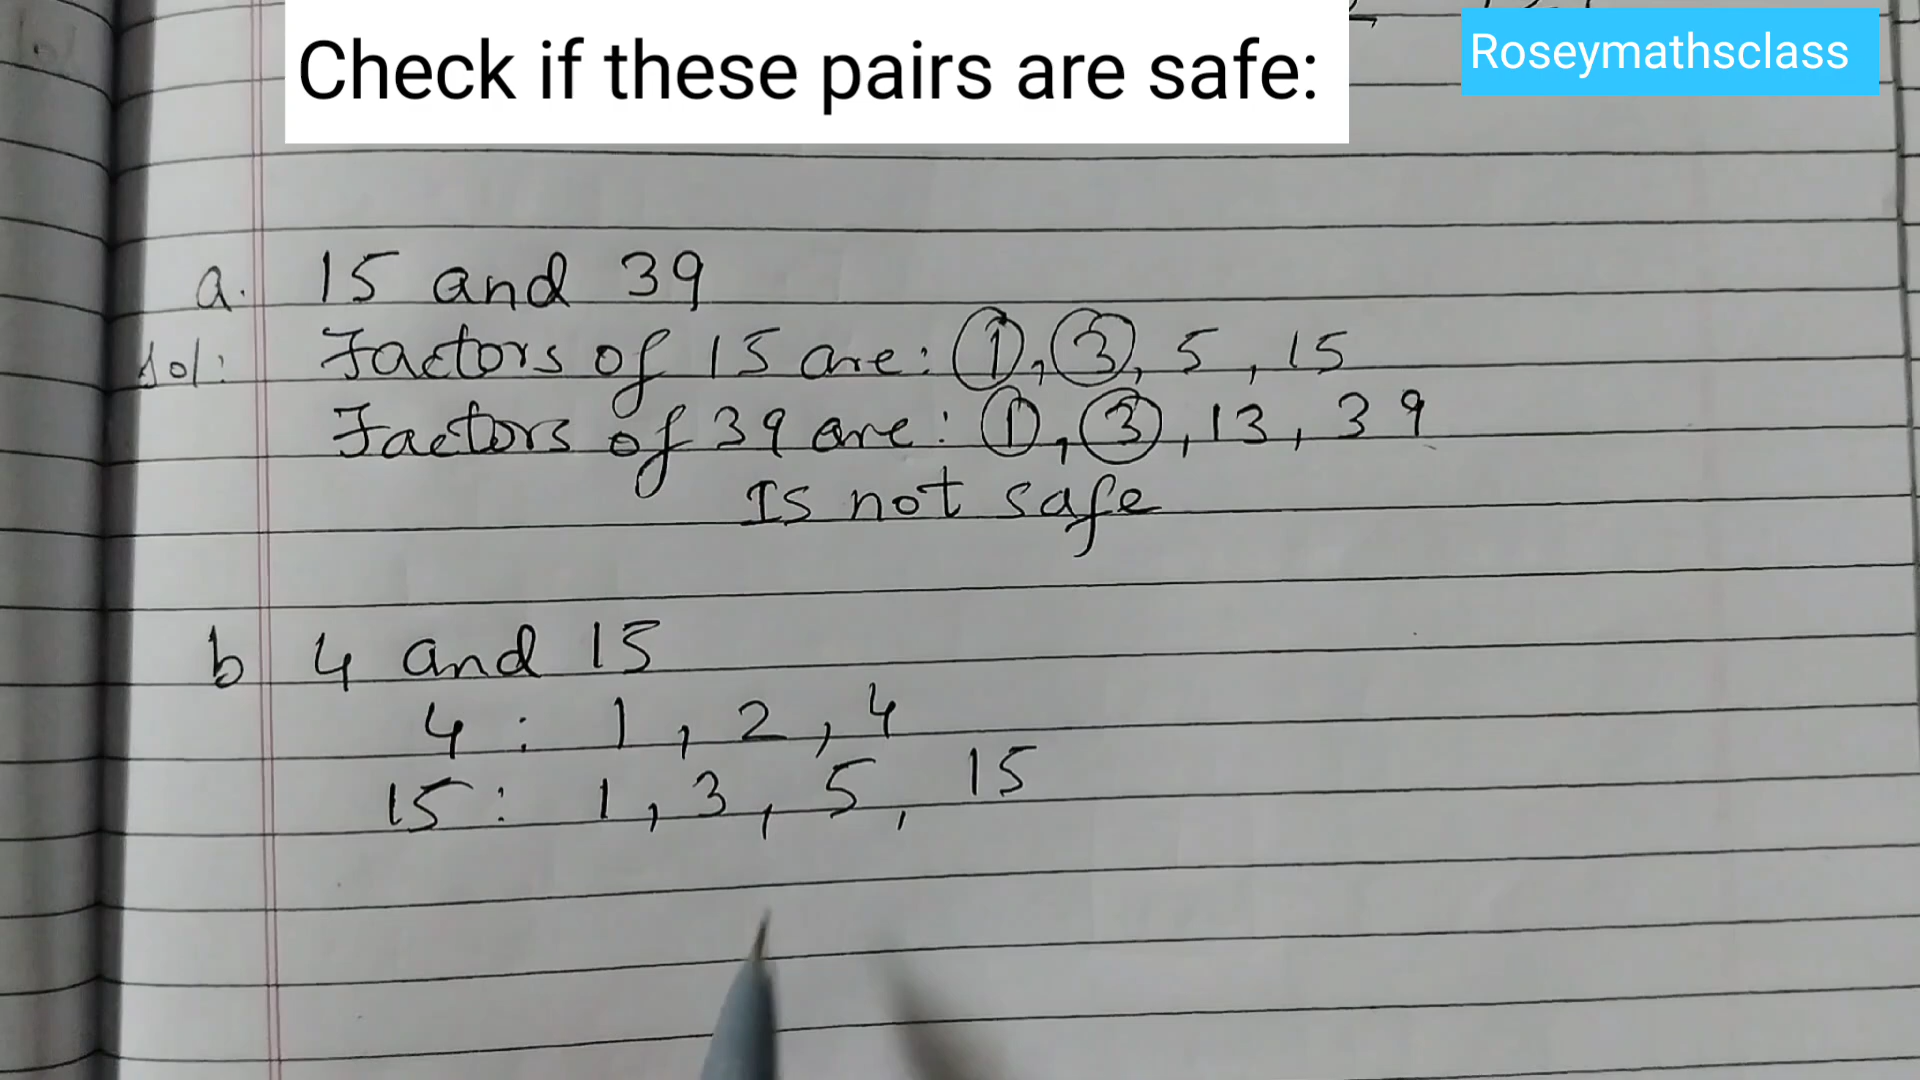 Check if these pairs are safe:
Roseymathsclass
a. 15 and 39
Sol: Factors of 15 are: 1, 3, 5, 15
Factors of 39 are: 1, 3, 13, 39
Is not safe
b 4 and 15
4 : 1, 2, 4
15 : 1, 3, 5, 15